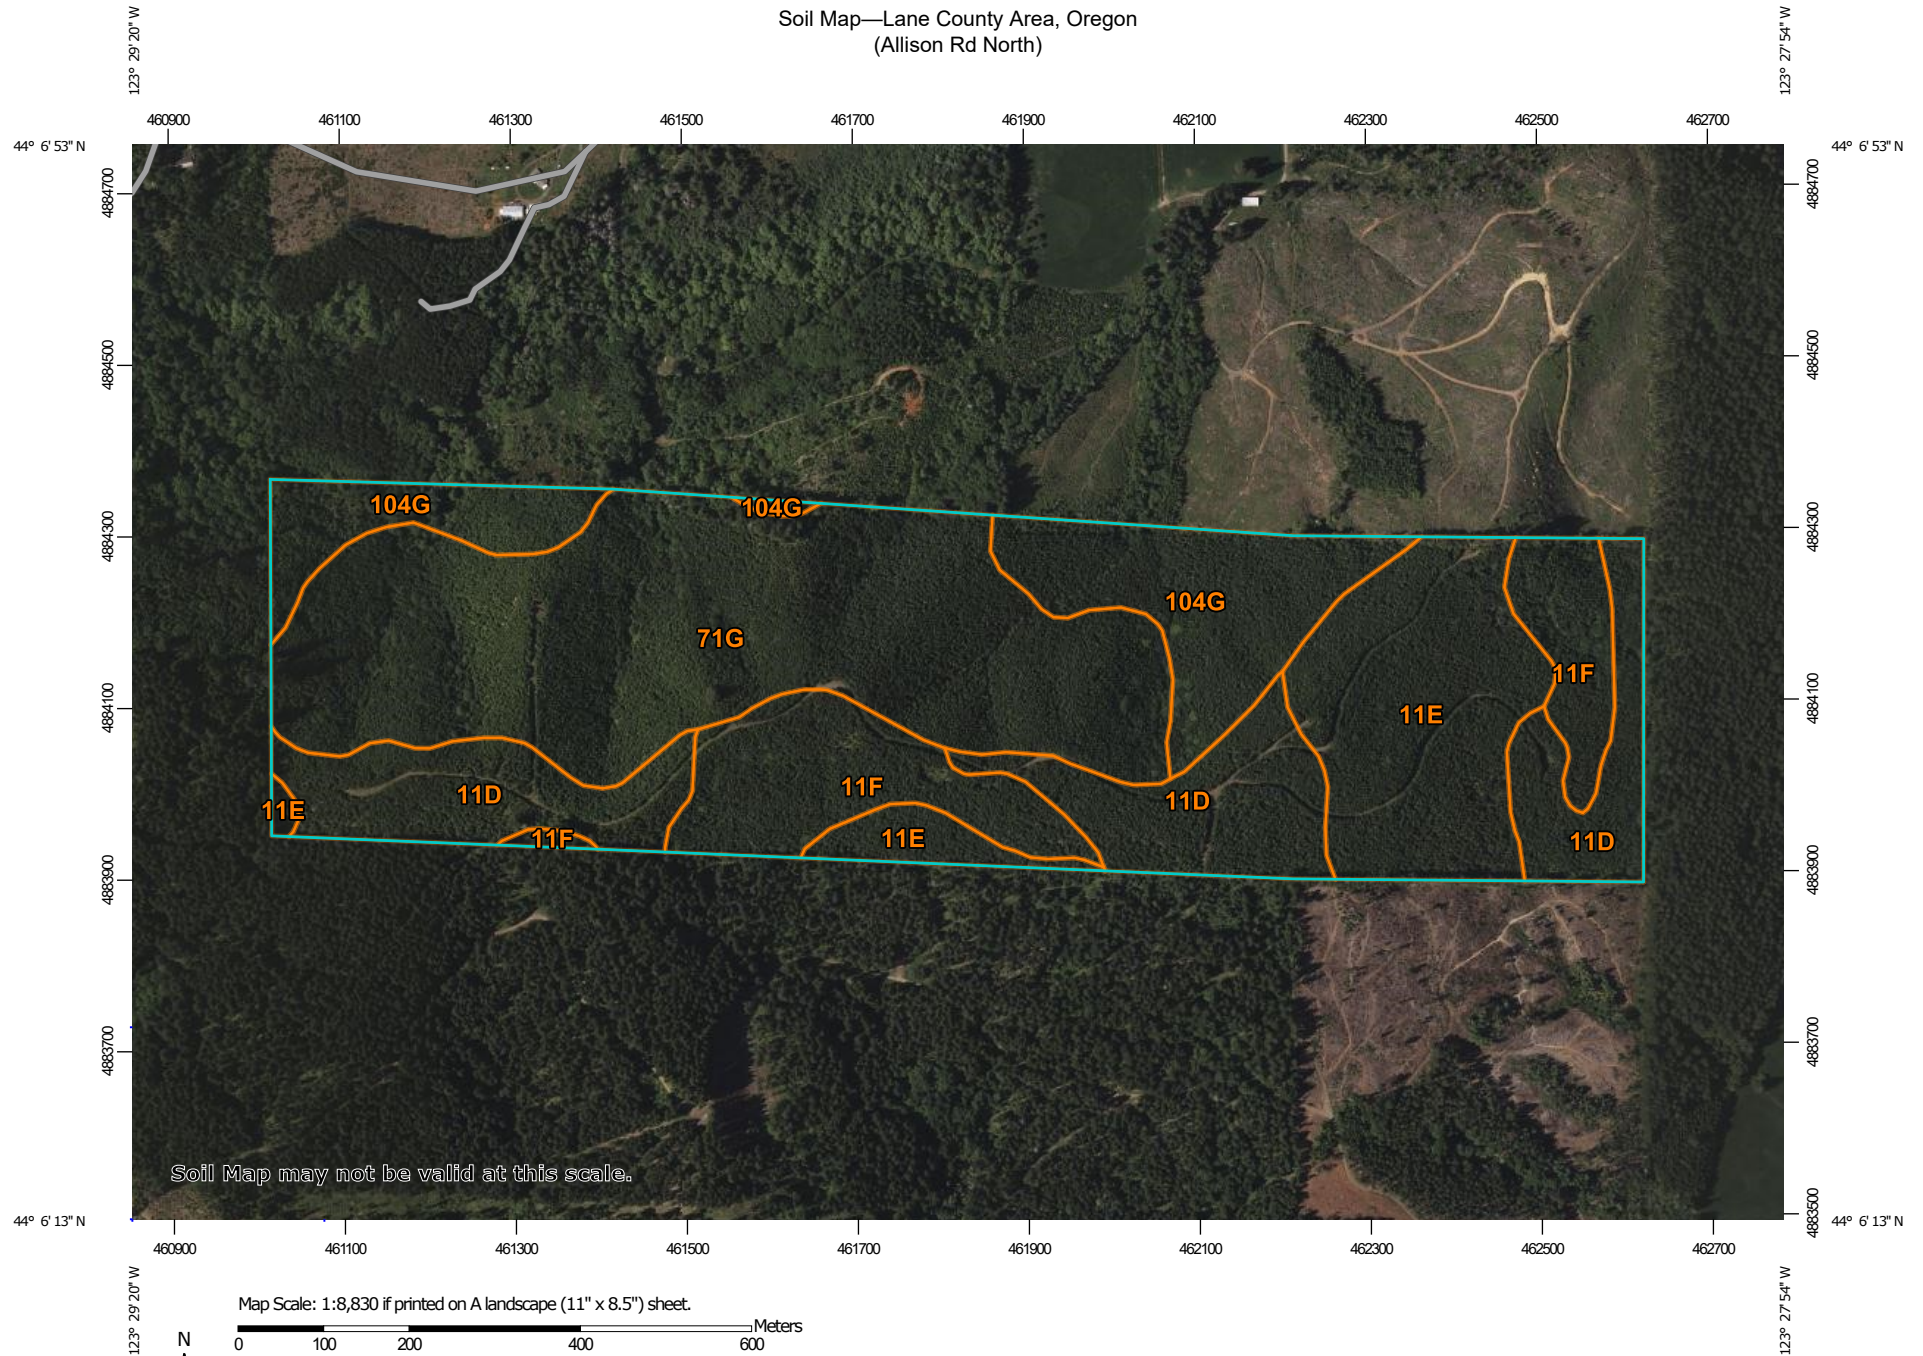 Soil Map—Lane County Area, Oregon
(Allison Rd North)
123° 29' 20" W
123° 27' 54" W
460900 461100 461300 461500 461700 461900 462100 462300 462500 462700
44° 6' 53" N
44° 6' 53" N
4884700
4884700
4884500
4884500
4884300
4884300
4884100
4884100
4883900
4883900
4883700
4883700
4883500
104G
104G
104G
71G
11F
11E
11F
11D
11D
11E
11F
11E
11D
Soil Map may not be valid at this scale.
44° 6' 13" N
44° 6' 13" N
460900 461100 461300 461500 461700 461900 462100 462300 462500 462700
123° 29' 20" W
123° 27' 54" W
Map Scale: 1:8,830 if printed on A landscape (11" x 8.5") sheet.
Meters
N
0 100 200 400 600